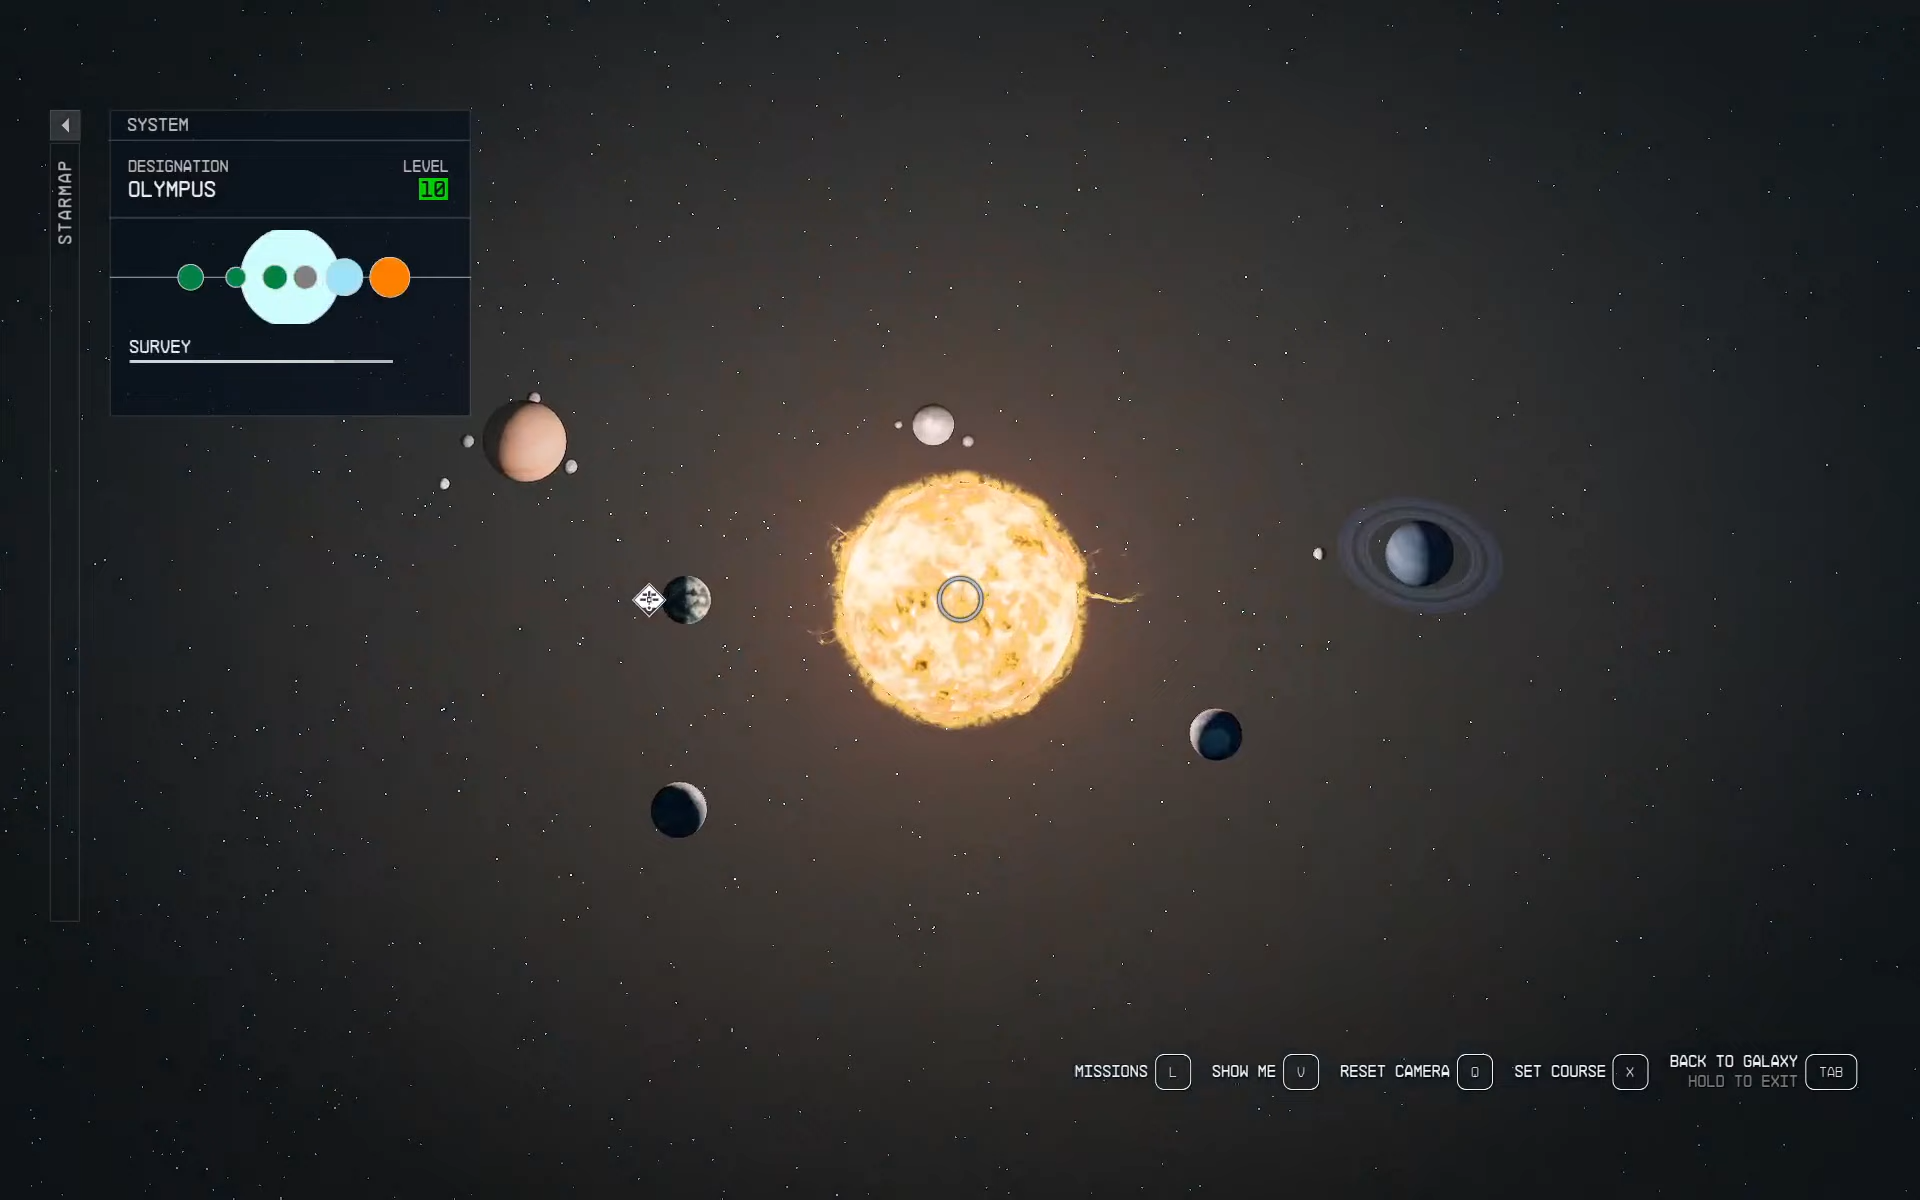 SYSTEM
DESIGNATION LEVEL
OLYMPUS 10
STARMAP
SURVEY
MISSIONS L SHOW ME V RESET CAMERA Q SET COURSE X BACK TO GALAXY TAB
HOLD TO EXIT